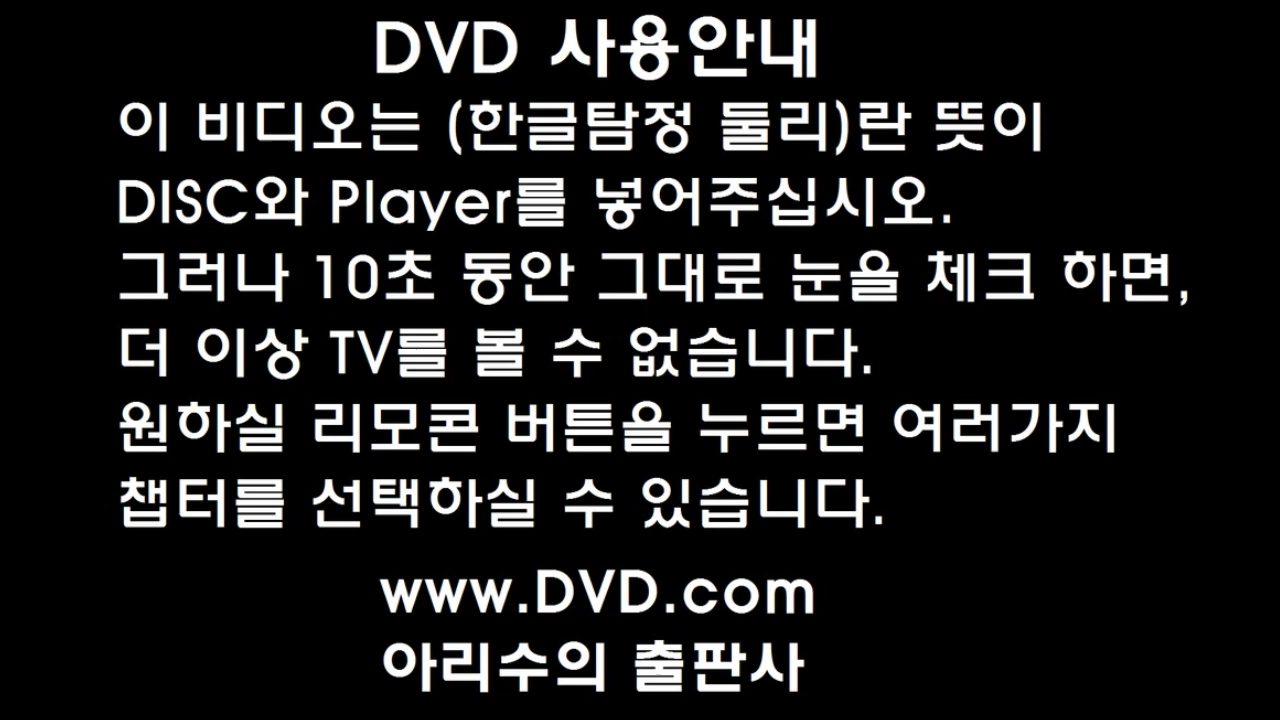 DVD 사용안내
이 비디오는 (한글탐정 둘리)란 뜻이
DISC와 Player를 넣어주십시오.
그러나 10초 동안 그대로 눈을 체크 하면,
더 이상 TV를 볼 수 없습니다.
원하실 리모콘 버튼을 누르면 여러가지
챕터를 선택하실 수 있습니다.
www.DVD.com
아리수의 출판사